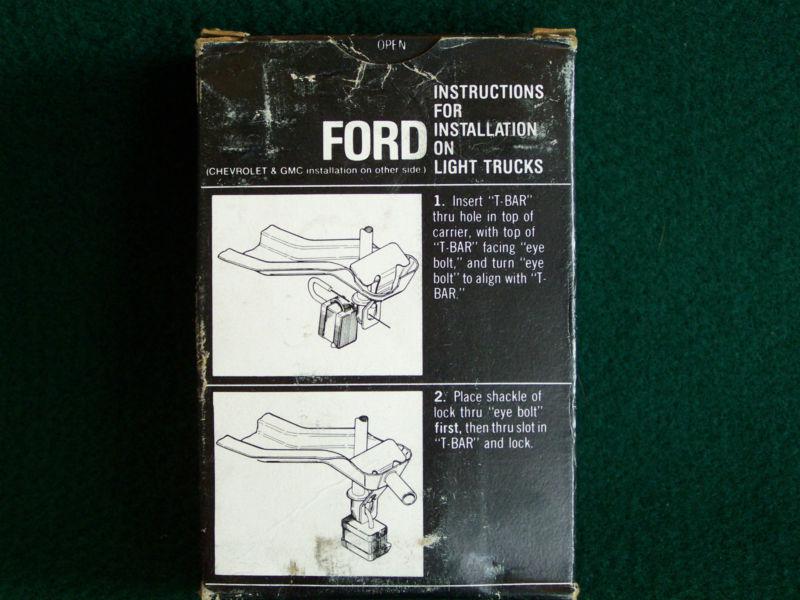 OPEN
FORD
(CHEVROLET & GMC installation on other side.)
INSTRUCTIONS
FOR
INSTALLATION
ON
LIGHT TRUCKS
1. Insert "T-BAR"
thru hole in top of
carrier, with top of
"T-BAR" facing "eye
bolt," and turn "eye
bolt" to align with "T-
BAR."
2. Place shackle of
lock thru "eye bolt"
first, then thru slot in
"T-BAR" and lock.